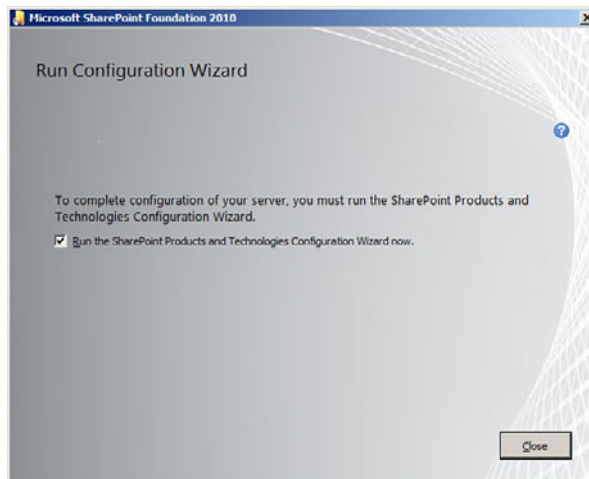 Microsoft SharePoint Foundation 2010
Run Configuration Wizard
To complete configuration of your server, you must run the SharePoint Products and
Technologies Configuration Wizard.
Run the SharePoint Products and Technologies Configuration Wizard now.
Close